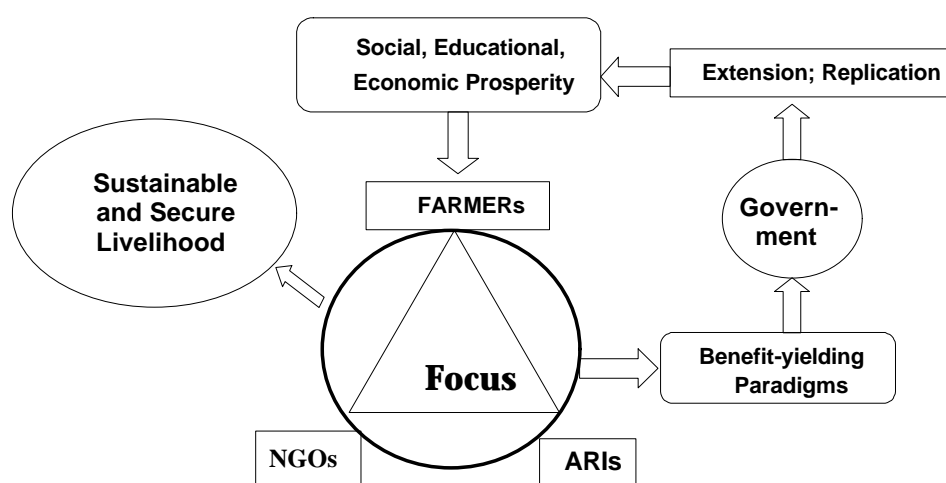 Social, Educational,
Economic Prosperity
Extension; Replication
Sustainable
and Secure
Livelihood
FARMERs
Govern-
ment
Focus
Benefit-yielding
Paradigms
NGOs
ARIs